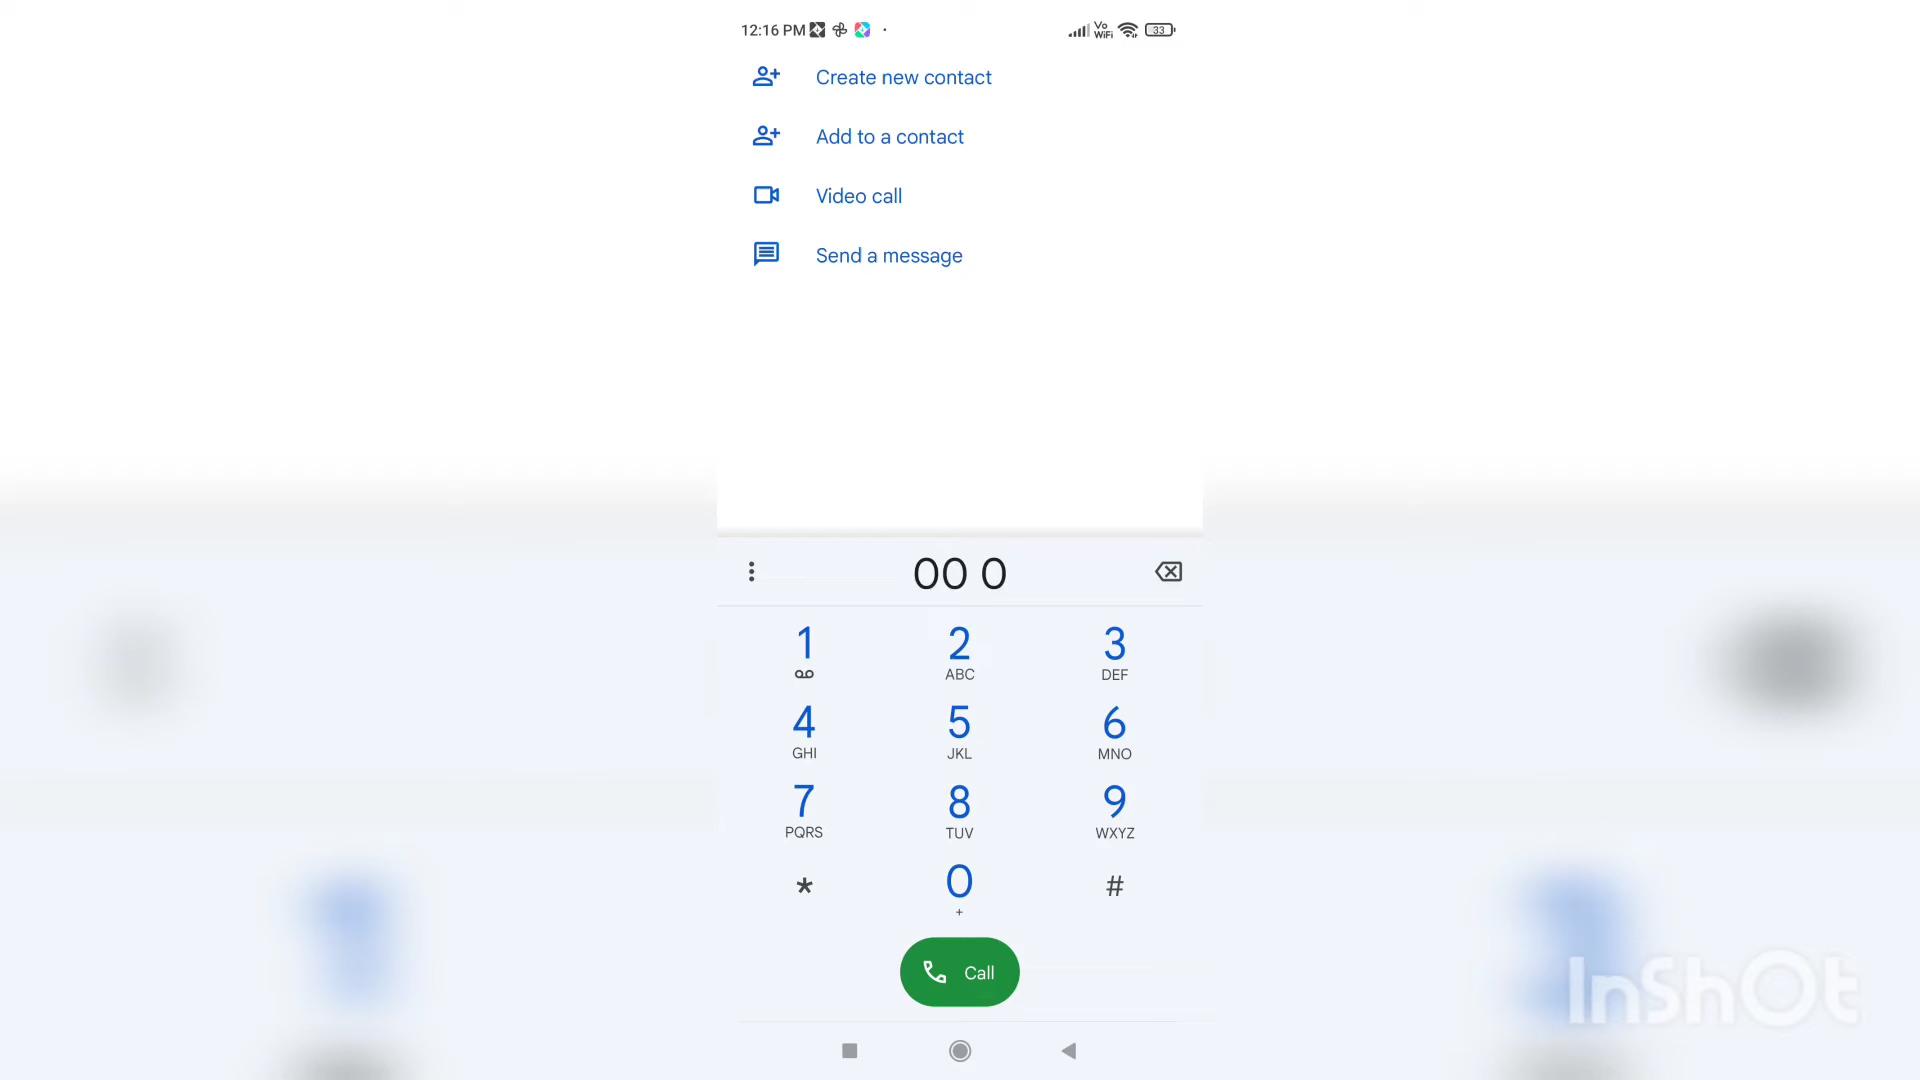 12:16 PM Vo WiFi 33
Create new contact
Add to a contact
Video call
Send a message
00 0
1 2 3
ABC DEF
4 5 6
GHI JKL MNO
7 8 9
PQRS TUV WXYZ
* 0 #
+
Call
InShOt